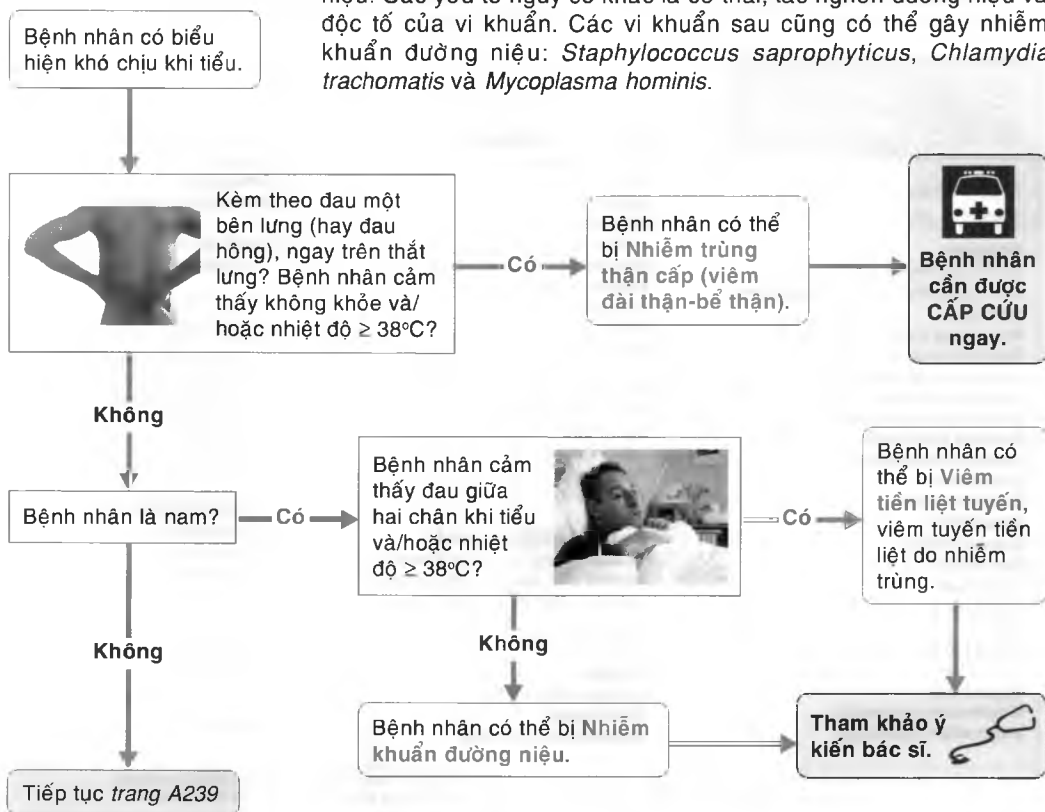 niệu. Các yếu tố nguy cơ khác là có thai, tắc nghẽn đường niệu và
độc tố của vi khuẩn. Các vi khuẩn sau cũng có thể gây nhiễm
khuẩn đường niệu: Staphylococcus saprophyticus, Chlamydia
trachomatis và Mycoplasma hominis.
Bệnh nhân có biểu
hiện khó chịu khi tiểu.
Kèm theo đau một
bên lưng (hay đau
hông), ngay trên thắt
lưng? Bệnh nhân cảm
thấy không khỏe và/
hoặc nhiệt độ ≥ 38°C?
Có
Bệnh nhân có thể
bị Nhiễm trùng
thận cấp (viêm
đài thận-bể thận).
Bệnh nhân
cần được
CẤP CỨU
ngay.
Không
Bệnh nhân là nam?
Có
Bệnh nhân cảm
thấy đau giữa
hai chân khi tiểu
và/hoặc nhiệt
độ ≥ 38°C?
Có
Bệnh nhân có
thể bị Viêm
tiền liệt tuyến,
viêm tuyến tiền
liệt do nhiễm
trùng.
Không
Không
Bệnh nhân có thể bị Nhiễm
khuẩn đường niệu.
Tham khảo ý
kiến bác sĩ.
Tiếp tục trang A239